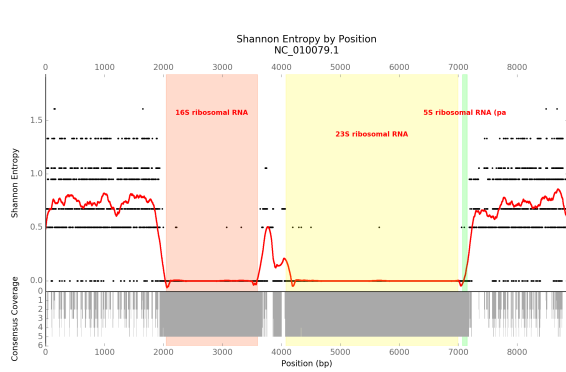 Shannon Entropy by Position
NC_010079.1
0 1000 2000 3000 4000 5000 6000 7000 8000
16S ribosomal RNA
23S ribosomal RNA
5S ribosomal RNA (pa
Shannon Entropy
1.5
1.0
0.5
0.0
Consensus Coverage
0
1
2
3
4
5
6
0 1000 2000 3000 4000 5000 6000 7000 8000
Position (bp)